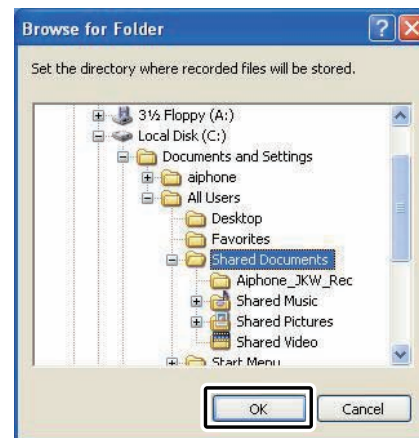 Browse for Folder
Set the directory where recorded files will be stored.
3½ Floppy (A:)
Local Disk (C:)
Documents and Settings
aiphone
All Users
Desktop
Favorites
Shared Documents
Aiphone_JKW_Rec
Shared Music
Shared Pictures
Shared Video
Start Menu
OK
Cancel